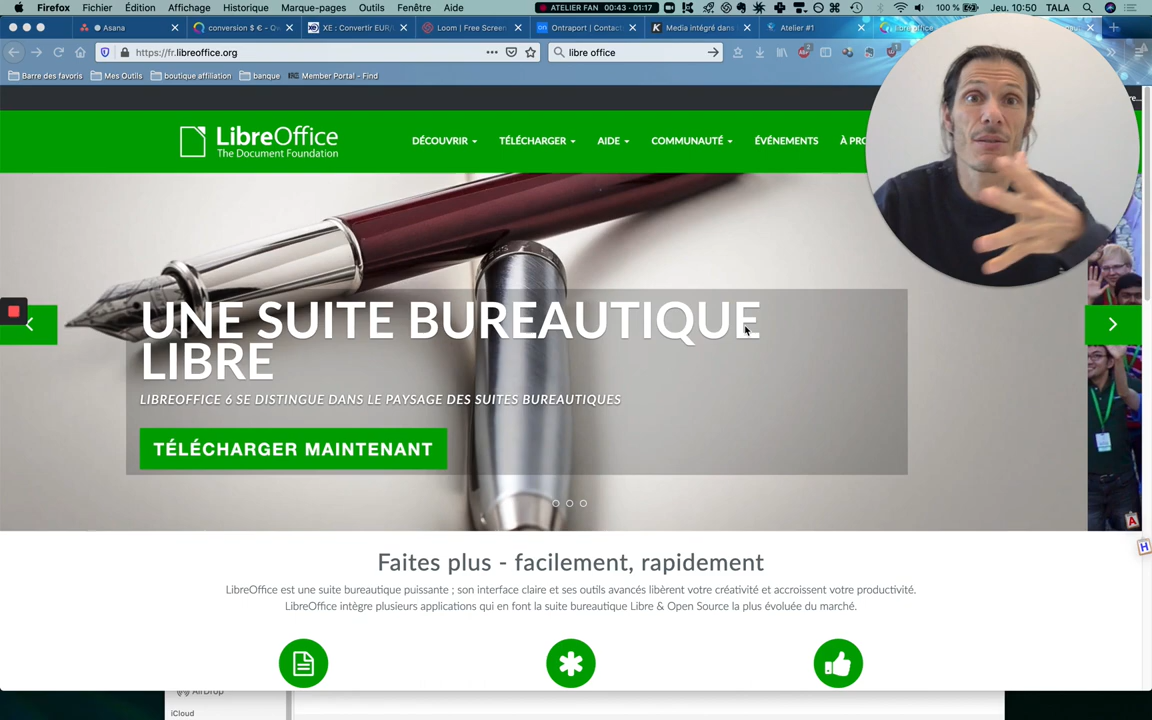 Firefox Fichier Édition Affichage Historique Marque-pages Outils Fenêtre Aide ATELIER FAN 00:43 - 01:17 100 % Jeu. 10:50 TALA
Asana conversion $ € - Qw XE : Convertir EUR/ Loom | Free Screen Ontraport | Contacts Media intégré dans Atelier #1
https://fr.libreoffice.org libre office
Barre des favoris Mes Outils boutique affiliation banque Member Portal - Find
LibreOffice
The Document Foundation
DÉCOUVRIR TÉLÉCHARGER AIDE COMMUNAUTÉ ÉVÉNEMENTS À PRO
UNE SUITE BUREAUTIQUE
LIBRE
LIBREOFFICE 6 SE DISTINGUE DANS LE PAYSAGE DES SUITES BUREAUTIQUES
TÉLÉCHARGER MAINTENANT
A
H
Faites plus - facilement, rapidement
LibreOffice est une suite bureautique puissante ; son interface claire et ses outils avancés libèrent votre créativité et accroissent votre productivité.
LibreOffice intègre plusieurs applications qui en font la suite bureautique Libre & Open Source la plus évoluée du marché.
AirDrop
iCloud